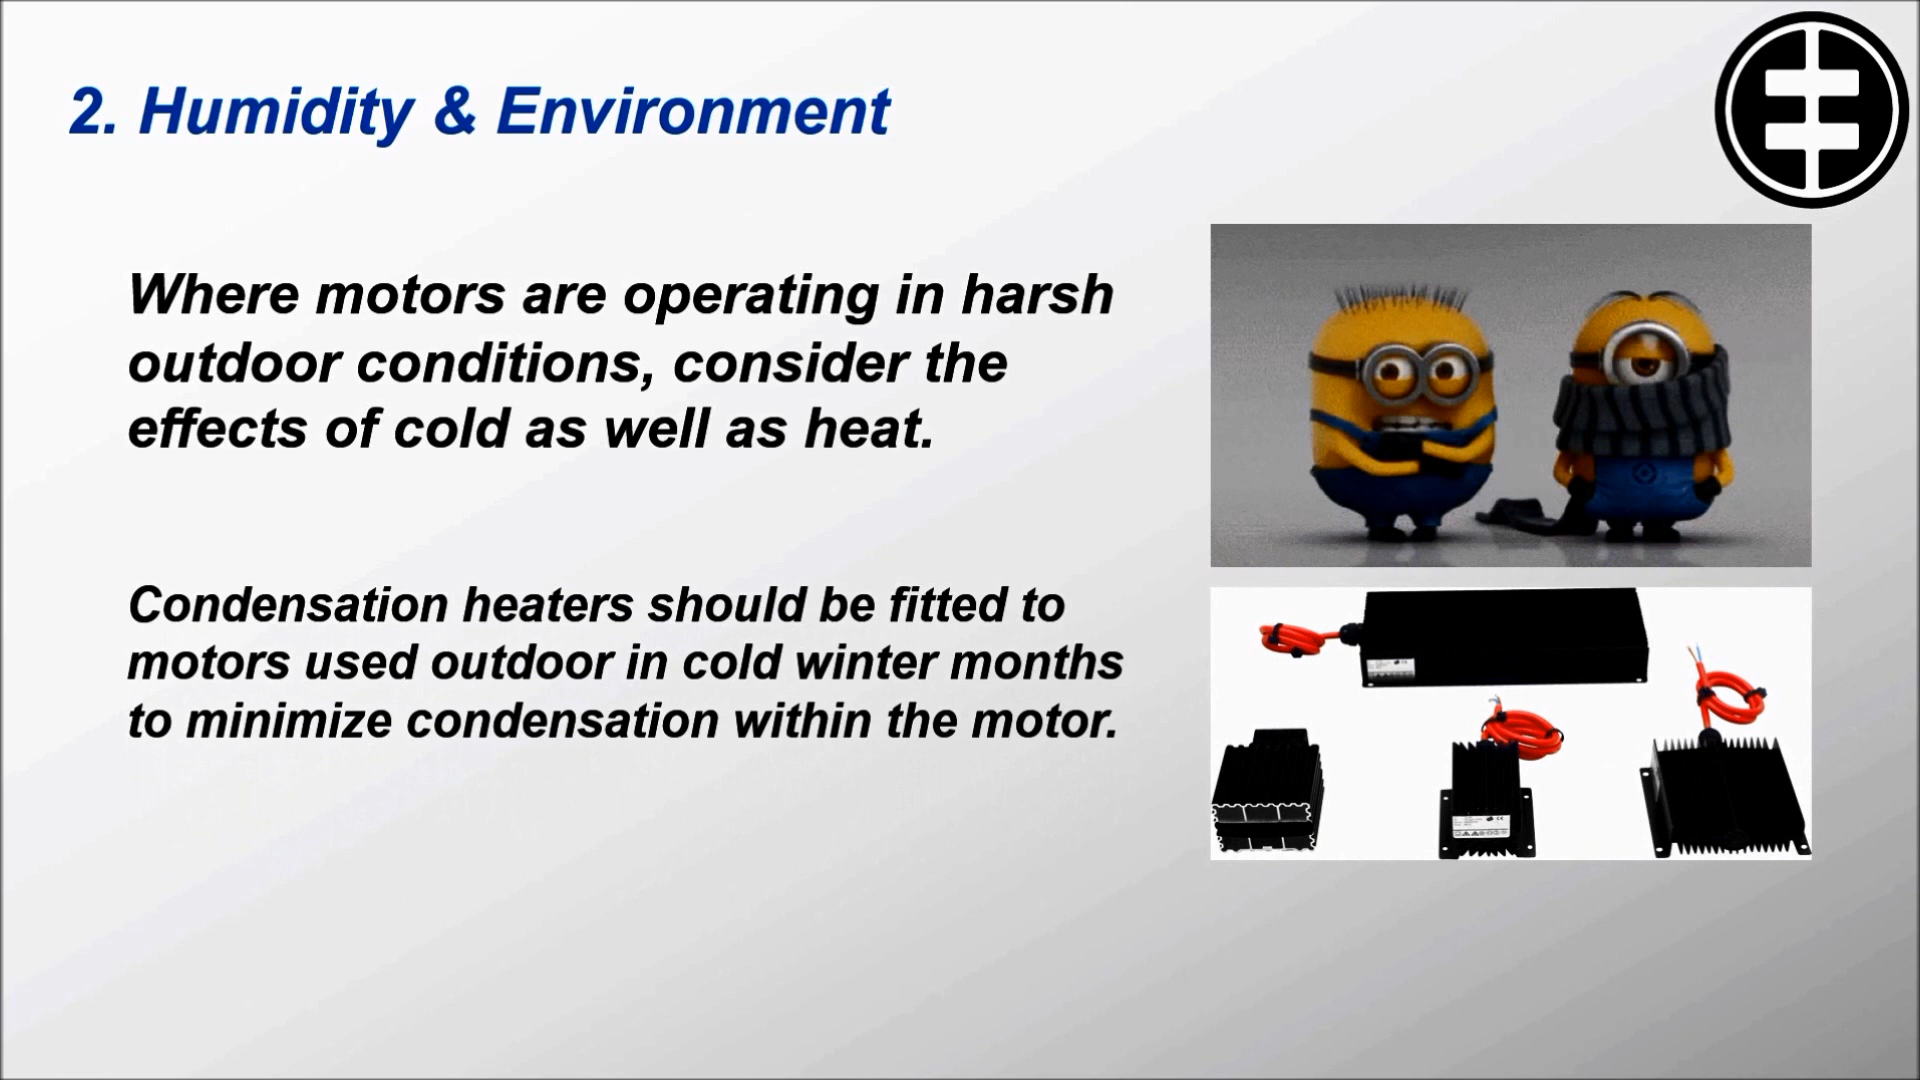 2. Humidity & Environment
Where motors are operating in harsh
outdoor conditions, consider the
effects of cold as well as heat.
Condensation heaters should be fitted to
motors used outdoor in cold winter months
to minimize condensation within the motor.